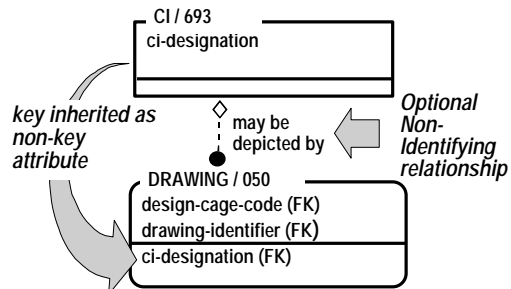 CI / 693
ci-designation
key inherited as
non-key
attribute
may be
depicted by
Optional
Non-
Identifying
relationship
DRAWING / 050
design-cage-code (FK)
drawing-identifier (FK)
ci-designation (FK)